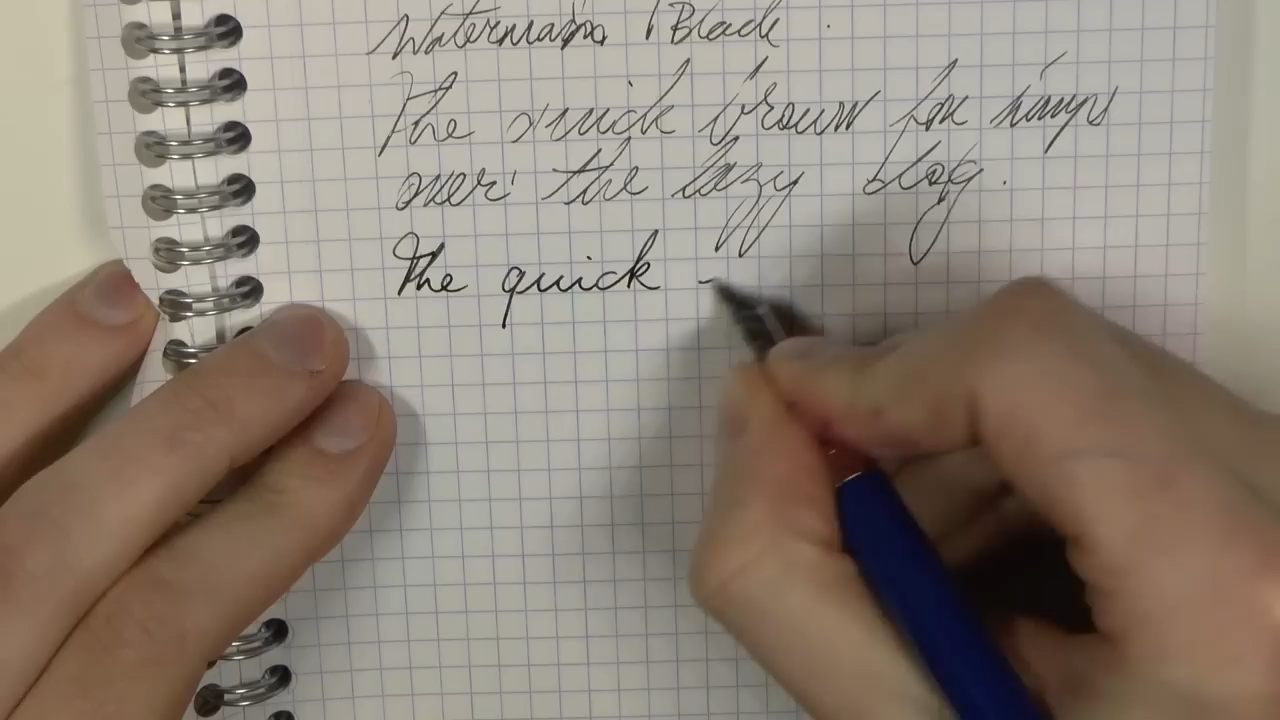 Waterman Black
The quick brown fox jumps
over the lazy dog.
The quick